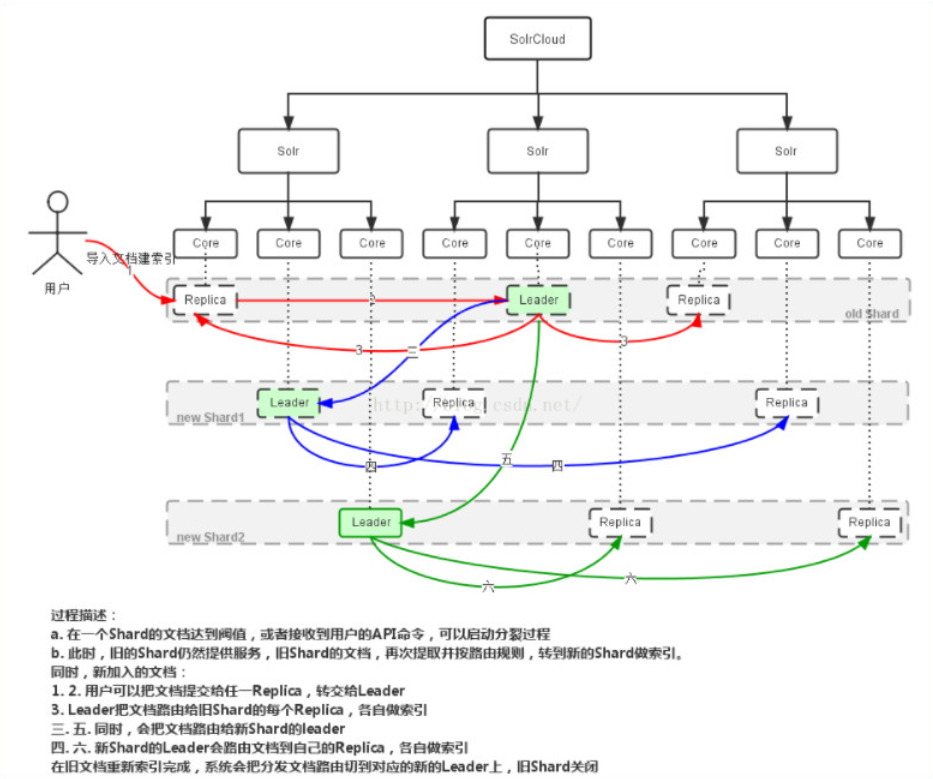 SolrCloud
Solr Solr Solr
Core Core Core Core Core Core Core Core Core
导入文档建索引
1
用户
Replica 2 Leader Replica
old Shard
3 三 3
Leader Replica Replica
http://blog.csdn.net/
new Shard1
四 五 四
Leader Replica Replica
new Shard2
六 六
过程描述：
a. 在一个Shard的文档达到阀值，或者接收到用户的API命令，可以启动分裂过程
b. 此时，旧的Shard仍然提供服务，旧Shard的文档，再次提取并按路由规则，转到新的Shard做索引。
同时，新加入的文档：
1. 2. 用户可以把文档提交给任一Replica，转交给Leader
3. Leader把文档路由给旧Shard的每个Replica，各自做索引
三. 五. 同时，会把文档路由给新Shard的leader
四. 六. 新Shard的Leader会路由文档到自己的Replica，各自做索引
在旧文档重新索引完成，系统会把分发文档路由切到对应的新的Leader上，旧Shard关闭